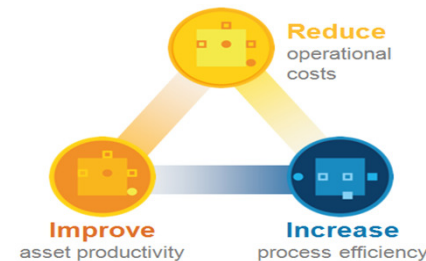 Reduce
operational
costs
Improve
asset productivity
Increase
process efficiency